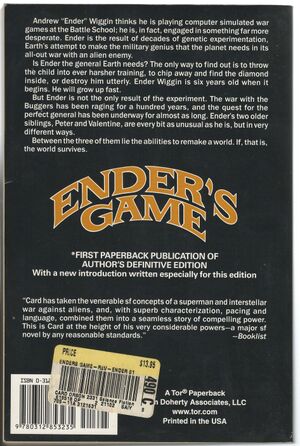 Andrew "Ender" Wiggin thinks he is playing computer simulated war
games at the Battle School; he is, in fact, engaged in something far more
desperate. Ender is the result of decades of genetic experimentation,
Earth's attempt to make the military genius that the planet needs in its
all-out war with an alien enemy.
Is Ender the general Earth needs? The only way to find out is to throw
the child into ever harsher training, to chip away and find the diamond
inside, or destroy him utterly. Ender Wiggin is six years old when it
begins. He will grow up fast.
But Ender is not the only result of the experiment. The war with the
Buggers has been raging for a hundred years, and the quest for the
perfect general has been underway for almost as long. Ender's two older
siblings, Peter and Valentine, are every bit as unusual as he is, but in very
different ways.
Between the three of them lie the abilities to remake a world. If, that is,
the world survives.
ENDER'S
GAME
*FIRST PAPERBACK PUBLICATION OF
AUTHOR'S DEFINITIVE EDITION
With a new introduction written especially for this edition
"Card has taken the venerable sf concepts of a superman and interstellar
war against aliens, and, with superb characterization, pacing and
language, combined them into a seamless story of compelling power.
This is Card at the height of his very considerable powers—a major sf
novel by any reasonable standards."
—Booklist
ISBN 0-31
PRICE
$13.95
ENDERS GAME
CARD ORSON
Science Fiction
A Tor® Paperback
Doherty Associates, LLC
Printed in the USA
9 780312 853235